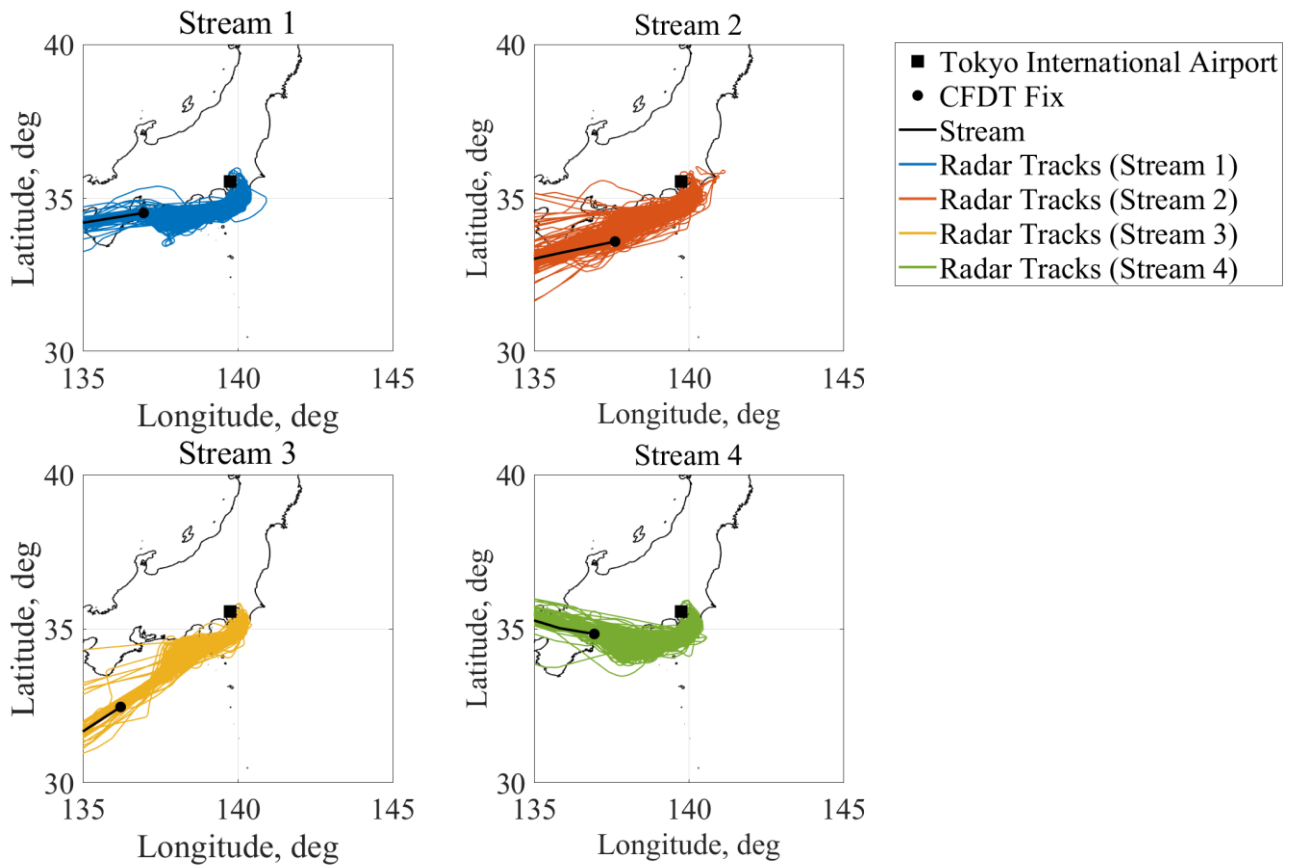 Stream 1
40
35
30
135
140
145
Latitude, deg
Longitude, deg
Stream 2
40
35
30
135
140
145
Latitude, deg
Longitude, deg
Tokyo International Airport
CFDT Fix
Stream
Radar Tracks (Stream 1)
Radar Tracks (Stream 2)
Radar Tracks (Stream 3)
Radar Tracks (Stream 4)
Stream 3
40
35
30
135
140
145
Latitude, deg
Longitude, deg
Stream 4
40
35
30
135
140
145
Latitude, deg
Longitude, deg